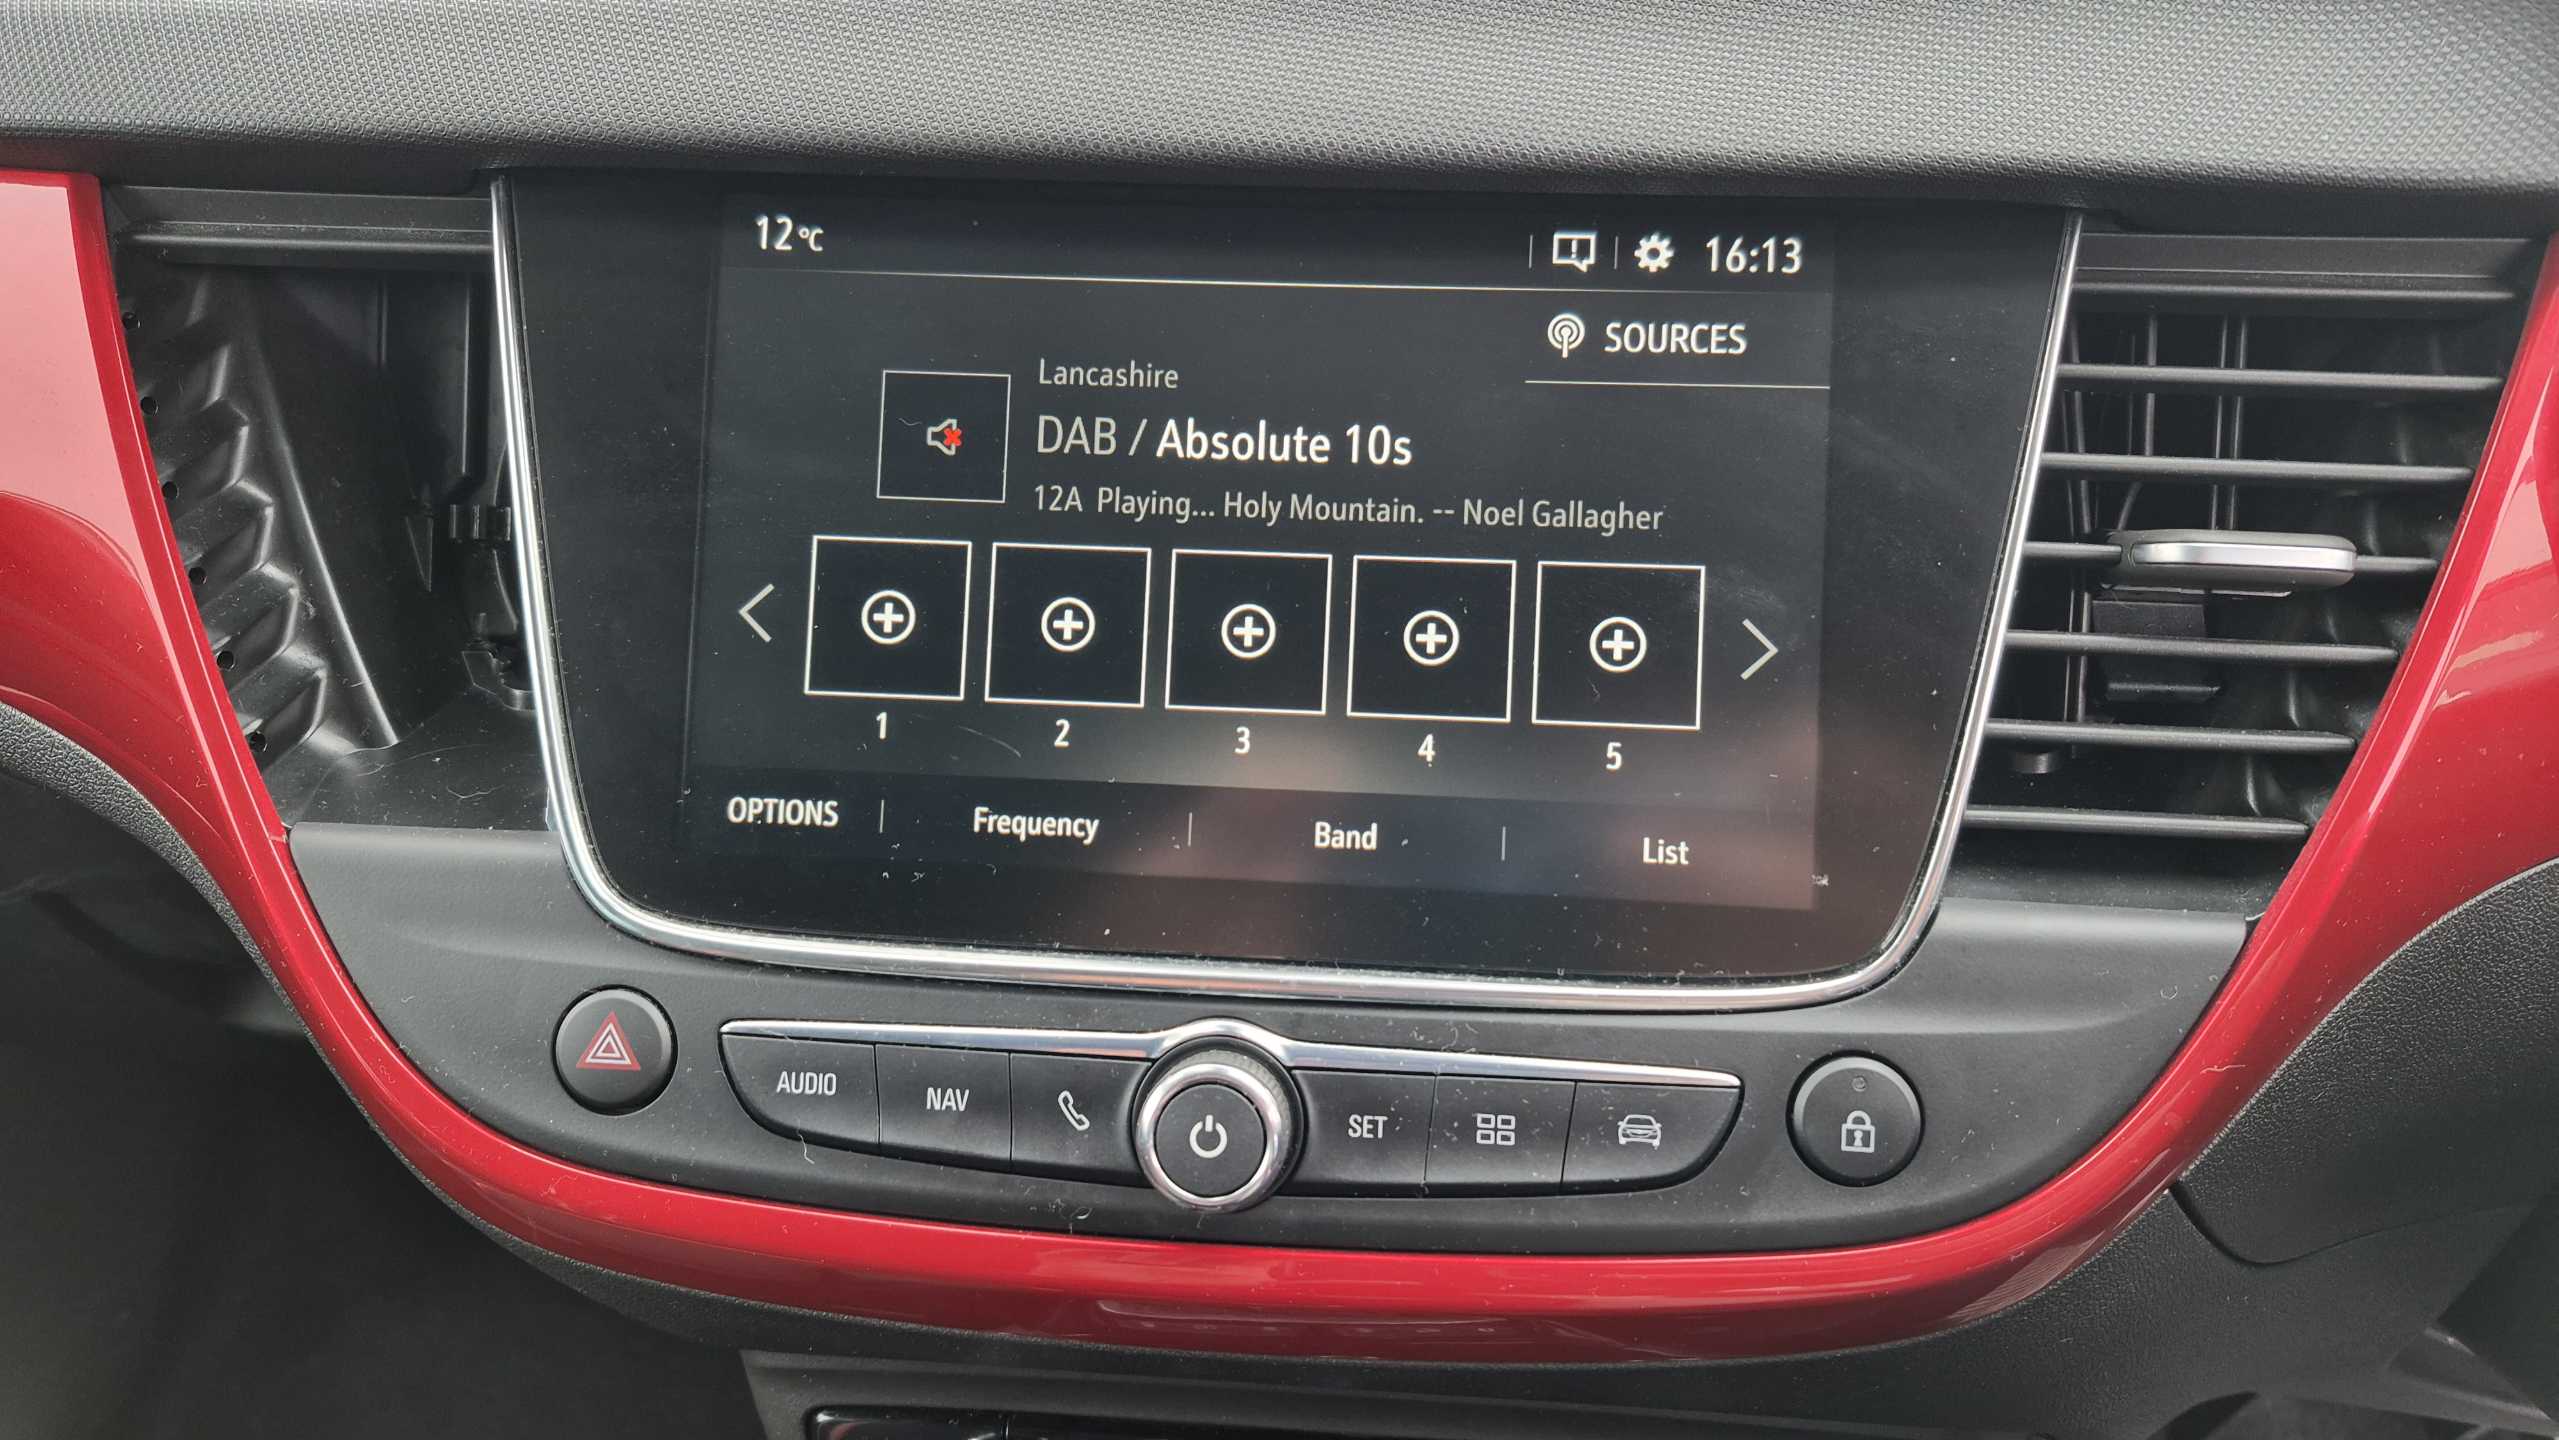 12°C
16:13
SOURCES
Lancashire
DAB / Absolute 10s
12A Playing... Holy Mountain. -- Noel Gallagher
1 2 3 4 5
OPTIONS Frequency Band List
AUDIO NAV SET